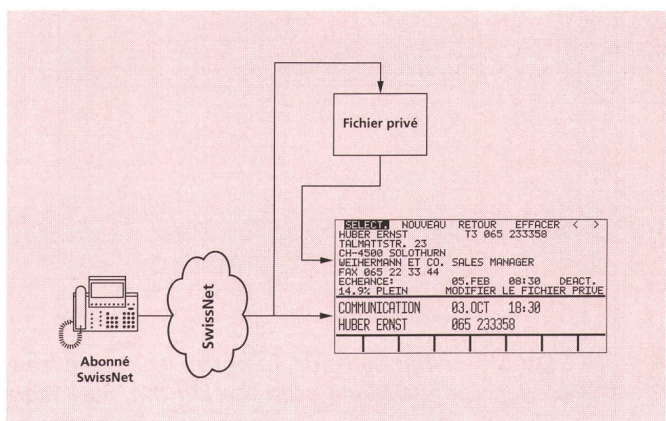 Fichier privé
SELECT. NOUVEAU RETOUR EFFACER < >
HUBER ERNST T3 065 233358
TALMATTSTR. 23
CH-4500 SOLOTHURN
WEIHERMANN ET CO. SALES MANAGER
FAX 065 22 33 44
ECHEANCE: 05.FEB 08:30 DEACT.
14.9% PLEIN MODIFIER LE FICHIER PRIVE
COMMUNICATION 03.OCT 18:30
HUBER ERNST 065 233358
SwissNet
Abonné
SwissNet